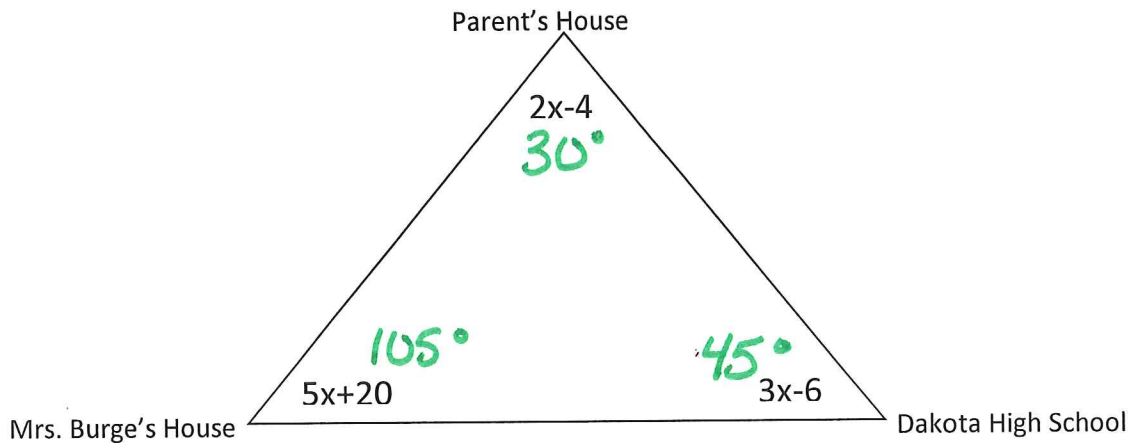 Parent's House
2x-4
30°
105°
45°
5x+20
3x-6
Mrs. Burge's House
Dakota High School